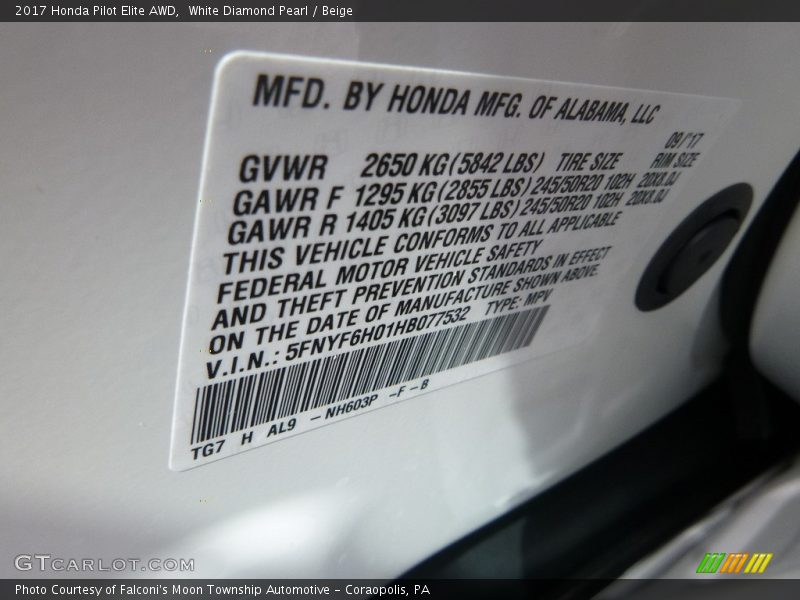 2017 Honda Pilot Elite AWD,  White Diamond Pearl / Beige
MFD. BY HONDA MFG. OF ALABAMA, LLC
09/'17
GVWR 2650 KG (5842 LBS) TIRE SIZE RIM SIZE
GAWR F 1295 KG (2855 LBS) 245/50R20 102H 20X8.0J
GAWR R 1405 KG (3097 LBS) 245/50R20 102H 20X8.0J
THIS VEHICLE CONFORMS TO ALL APPLICABLE
FEDERAL MOTOR VEHICLE SAFETY
AND THEFT PREVENTION STANDARDS IN EFFECT
ON THE DATE OF MANUFACTURE SHOWN ABOVE.
V.I.N.: 5FNYF6H01HB077532 TYPE: MPV
TG7 H AL9 – NH603P – F – B
GTCARLOT.COM
Photo Courtesy of Falconi's Moon Township Automotive – Coraopolis, PA